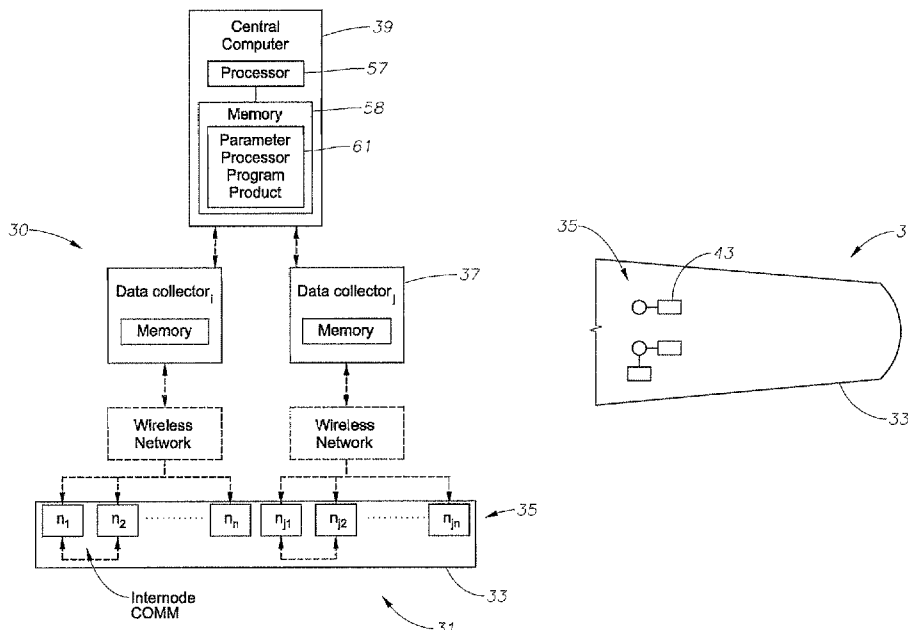 Central
Computer
39
Processor
57
Memory
58
Parameter
Processor
Program
Product
61
30
Data collector i
Memory
Data collector j
Memory
37
Wireless
Network
Wireless
Network
n1 n2 nn nj1 nj2 njn
35
Internode
COMM
33
31
35
43
3
33